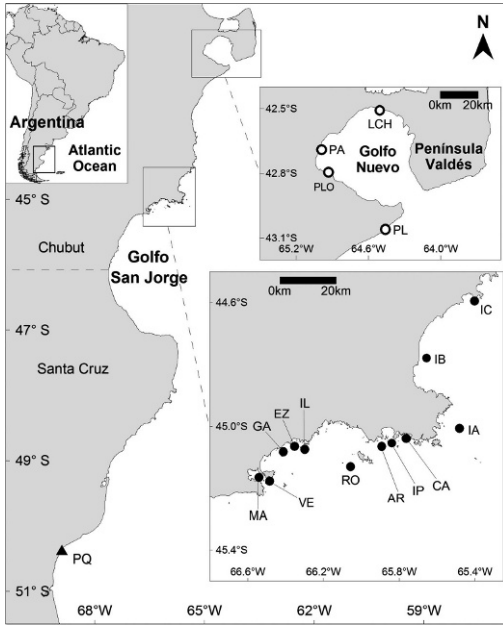 N
Argentina
Atlantic
Ocean
0km 20km
42.5°S
LCH
PA
Golfo
Nuevo
Península
Valdés
42.8°S
PLO
43.1°S
PL
65.2°W 64.6°W 64.0°W
45° S
Chubut
Golfo
San Jorge
47°S
Santa Cruz
49°S
PQ
51° S
68°W 65°W 62°W 59°W
0km 20km
44.6°S
IC
IB
IL
EZ
GA
45.0°S
IA
RO
AR
IP
CA
VE
MA
45.4°S
66.6°W 66.2°W 65.8°W 65.4°W